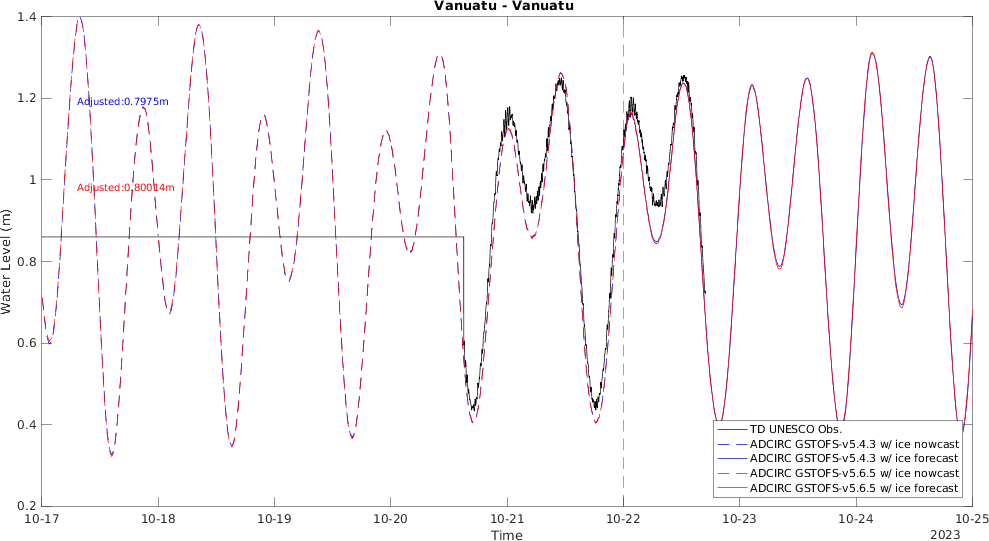 Vanuatu - Vanuatu
1.4
1.2
1
0.8
0.6
0.4
0.2
Water Level (m)
Adjusted:0.7975m
Adjusted:0.80014m
TD UNESCO Obs.
ADCIRC GSTOFS-v5.4.3 w/ ice nowcast
ADCIRC GSTOFS-v5.4.3 w/ ice forecast
ADCIRC GSTOFS-v5.6.5 w/ ice nowcast
ADCIRC GSTOFS-v5.6.5 w/ ice forecast
10-17 10-18 10-19 10-20 10-21 10-22 10-23 10-24 10-25
Time
2023